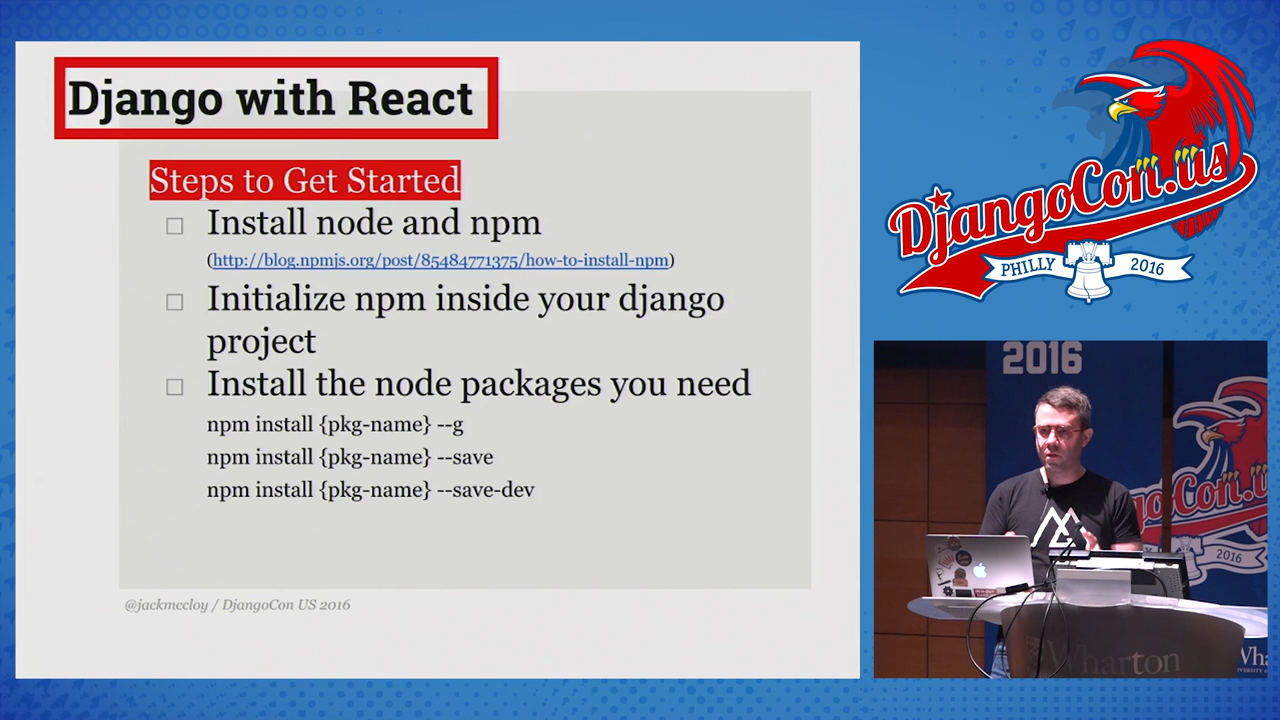 Django with React
Steps to Get Started
Install node and npm
(http://blog.npmjs.org/post/85484771375/how-to-install-npm)
Initialize npm inside your django
project
Install the node packages you need
npm install {pkg-name} --g
npm install {pkg-name} --save
npm install {pkg-name} --save-dev
@jackmccloy / DjangoCon US 2016
DjangoCon.us
PHILLY 2016
2016
goCon.u
2016
Wharton
Wha